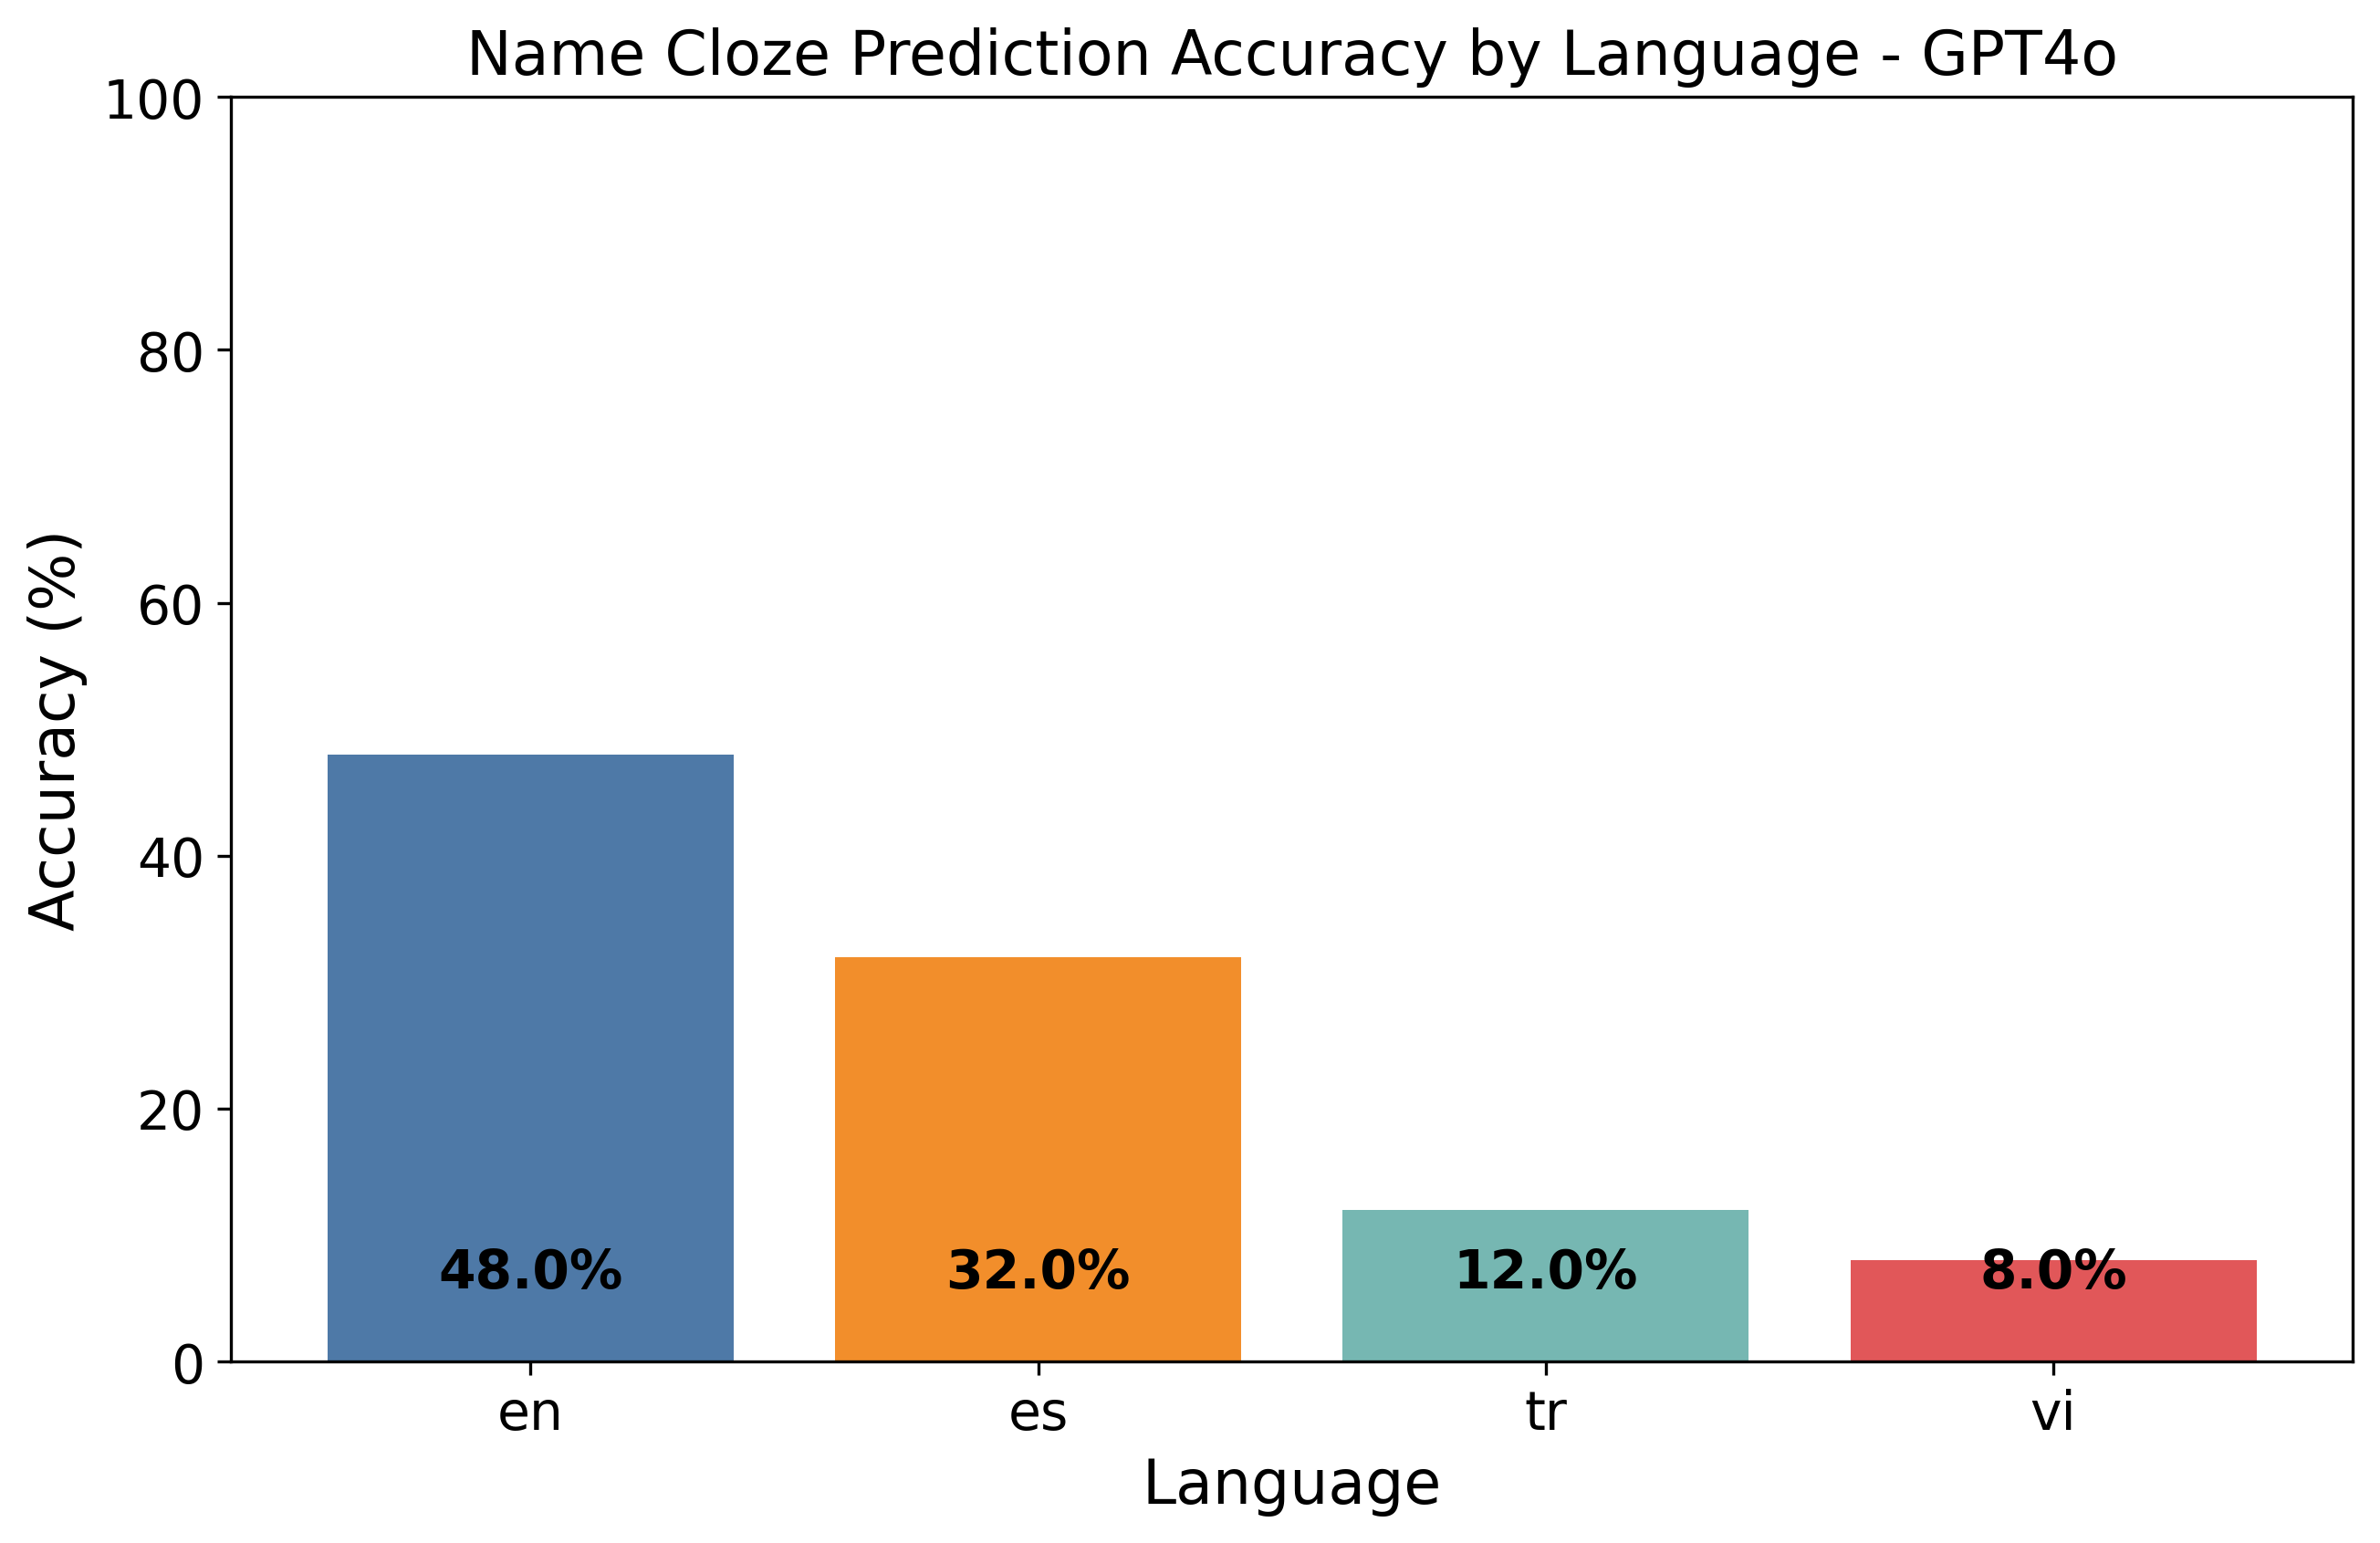 Name Cloze Prediction Accuracy by Language - GPT4o
Accuracy (%)
100
80
60
40
20
0
48.0%
32.0%
12.0%
8.0%
en
es
tr
vi
Language